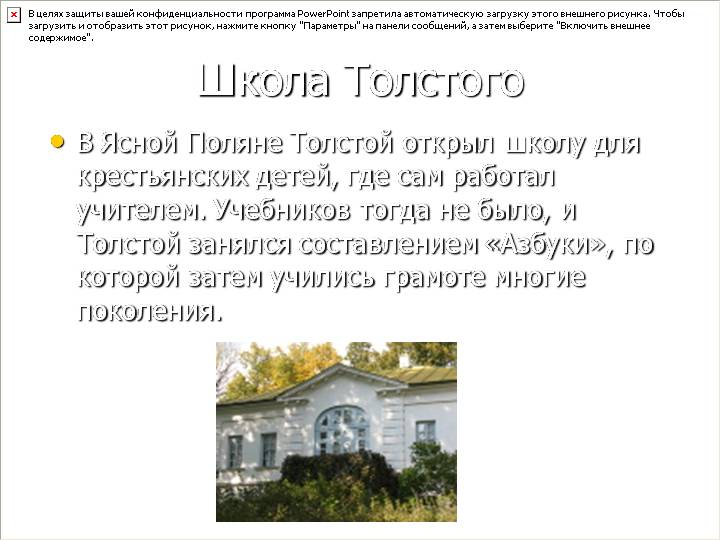 В целях защиты вашей конфиденциальности программа PowerPoint запретила автоматическую загрузку этого внешнего рисунка. Чтобы
загрузить и отобразить этот рисунок, нажмите кнопку "Параметры" на панели сообщений, а затем выберите "Включить внешнее
содержимое".
Школа Толстого
• В Ясной Поляне Толстой открыл школу для
крестьянских детей, где сам работал
учителем. Учебников тогда не было, и
Толстой занялся составлением «Азбуки», по
которой затем учились грамоте многие
поколения.